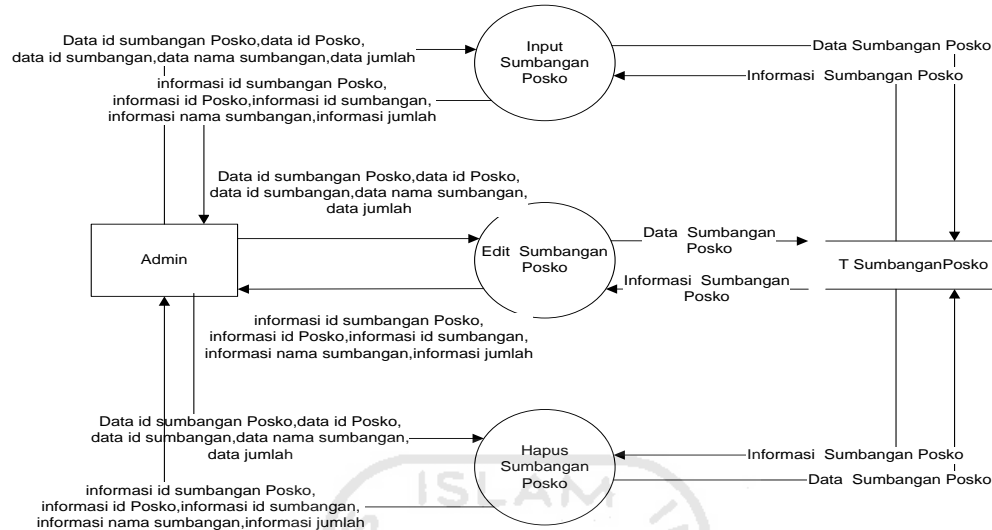 Data id sumbangan Posko,data id Posko,
data id sumbangan,data nama sumbangan,data jumlah
Input
Sumbangan
Posko
Data Sumbangan Posko
Informasi Sumbangan Posko
informasi id sumbangan Posko,
informasi id Posko,informasi id sumbangan,
informasi nama sumbangan,informasi jumlah
Data id sumbangan Posko,data id Posko,
data id sumbangan,data nama sumbangan,
data jumlah
Admin
Edit Sumbangan
Posko
Data Sumbangan
Posko
Informasi Sumbangan
Posko
T SumbanganPosko
informasi id sumbangan Posko,
informasi id Posko,informasi id sumbangan,
informasi nama sumbangan,informasi jumlah
Data id sumbangan Posko,data id Posko,
data id sumbangan,data nama sumbangan,
data jumlah
Hapus
Sumbangan
Posko
Informasi Sumbangan Posko
Data Sumbangan Posko
informasi id sumbangan Posko,
informasi id Posko,informasi id sumbangan,
informasi nama sumbangan,informasi jumlah
ISLAM